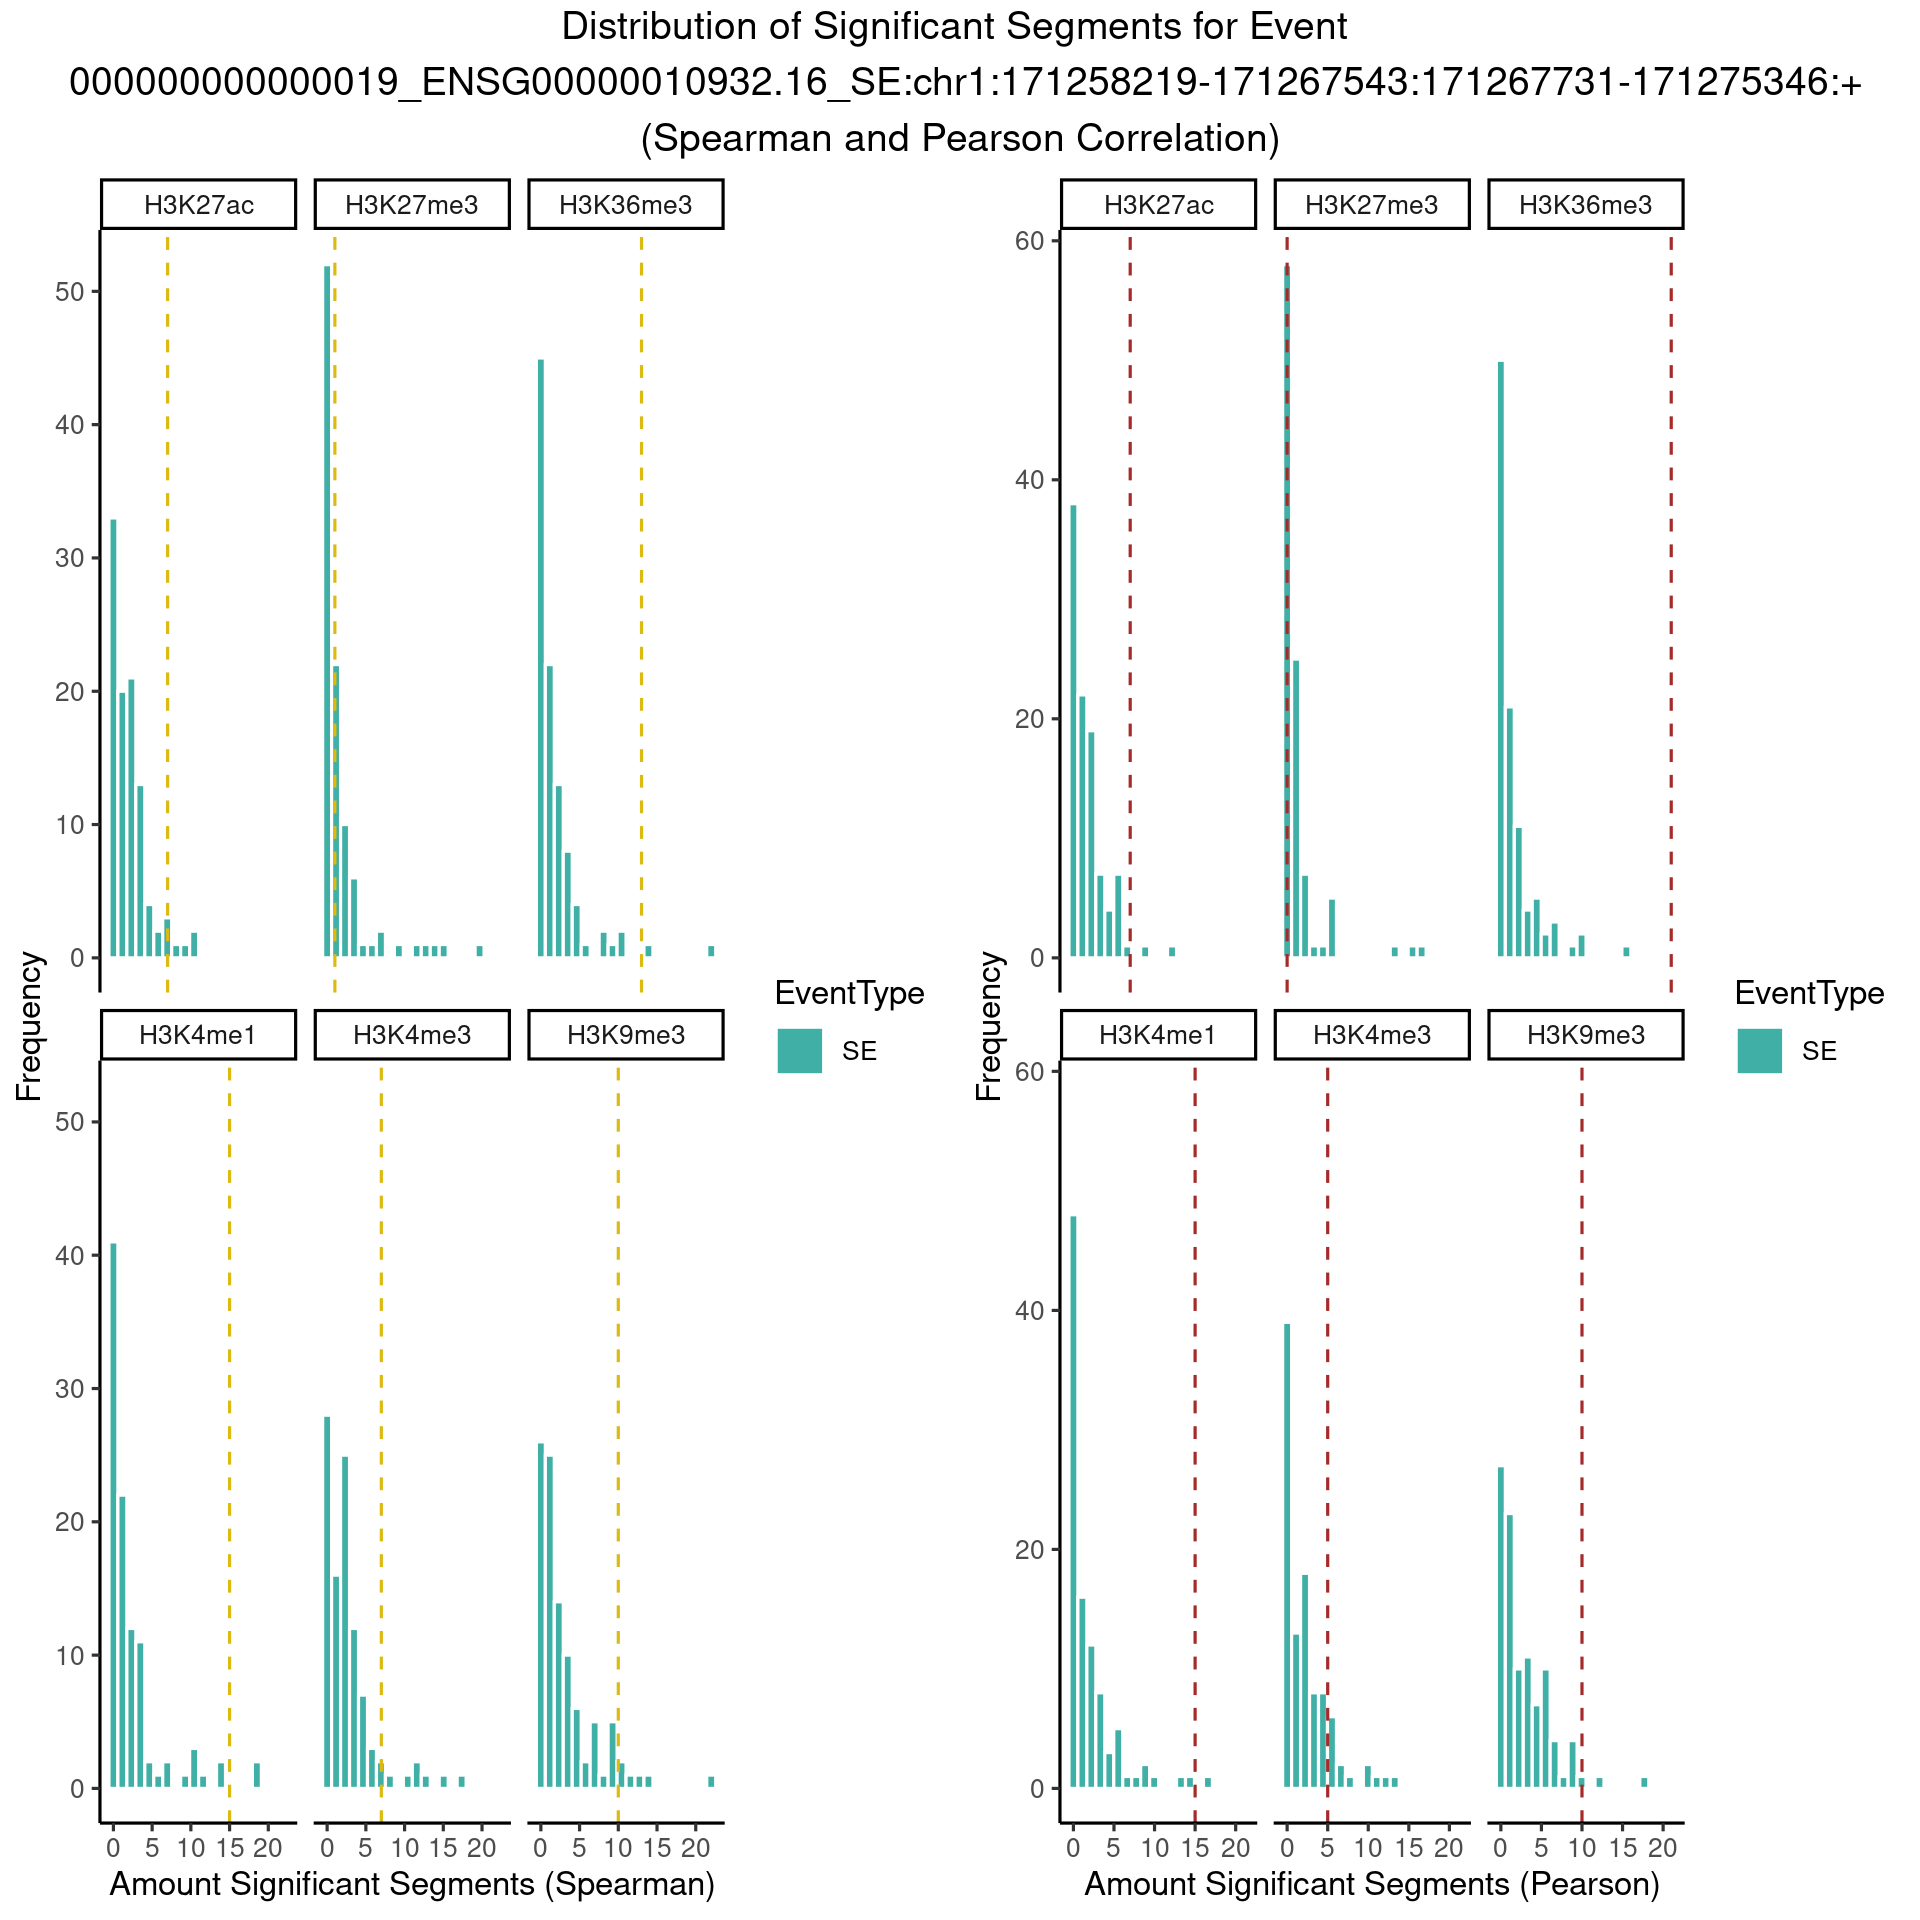 Distribution of Significant Segments for Event
000000000000019_ENSG00000010932.16_SE:chr1:171258219-171267543:171267731-171275346:+
(Spearman and Pearson Correlation)
H3K27ac H3K27me3 H3K36me3
50
40
30
20
10
0
H3K4me1 H3K4me3 H3K9me3
50
40
30
20
10
0
0 5 10 15 20 0 5 10 15 20 0 5 10 15 20
Amount Significant Segments (Spearman)
Frequency
EventType
SE
H3K27ac H3K27me3 H3K36me3
60
40
20
0
H3K4me1 H3K4me3 H3K9me3
60
40
20
0
0 5 10 15 20 0 5 10 15 20 0 5 10 15 20
Amount Significant Segments (Pearson)
Frequency
EventType
SE